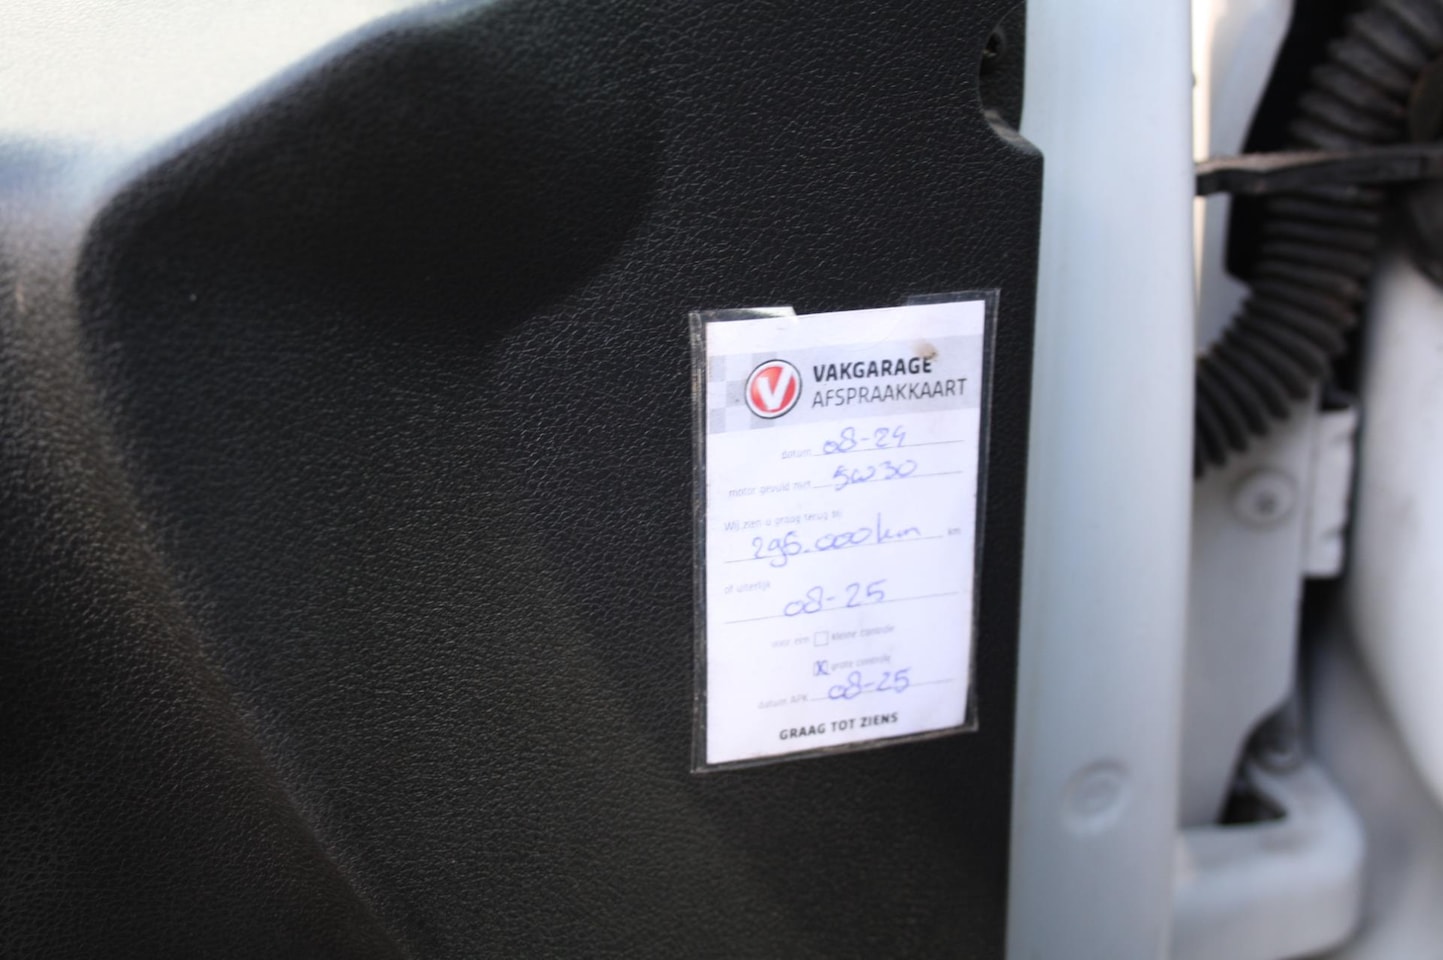 V
VAKGARAGE
AFSPRAAKKAART
datum 08-24
motor gevuld met 5w30
Wij zien u graag terug bij
295.000 km km
of uiterlijk
08-25
voor een kleine controle
X grote controle
datum APK 08-25
GRAAG TOT ZIENS